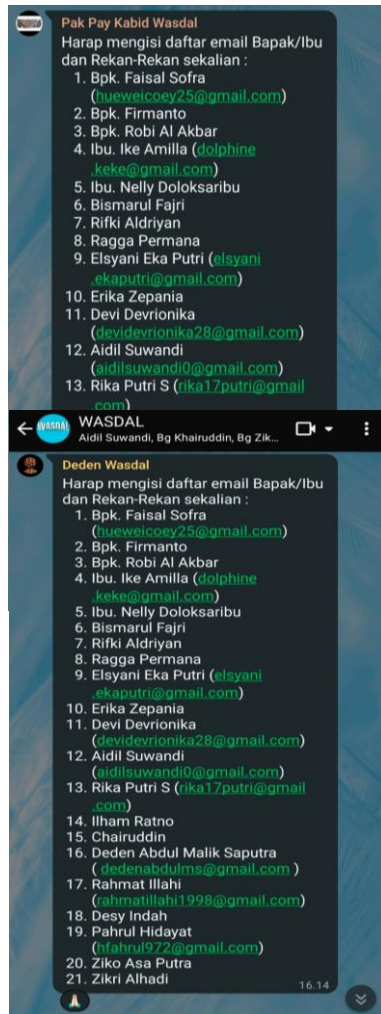 Pak Pay Kabid Wasdal
Harap mengisi daftar email Bapak/Ibu
dan Rekan-Rekan sekalian :
1. Bpk. Faisal Sofra
(hueweicoey25@gmail.com)
2. Bpk. Firmanto
3. Bpk. Robi Al Akbar
4. Ibu. Ike Amilla (dolphine
.keke@gmail.com)
5. Ibu. Nelly Doloksaribu
6. Bismarul Fajri
7. Rifki Aldriyan
8. Ragga Permana
9. Elsyani Eka Putri (elsyani
.ekaputri@gmail.com)
10. Erika Zepania
11. Devi Devrionika
(devidevrionika28@gmail.com)
12. Aidil Suwandi
(aidilsuwandi0@gmail.com)
13. Rika Putri S (rika17putri@gmail
.com)
WASDAL
WASDAL
Aidil Suwandi, Bg Khairuddin, Bg Zik...
Deden Wasdal
Harap mengisi daftar email Bapak/Ibu
dan Rekan-Rekan sekalian :
1. Bpk. Faisal Sofra
(hueweicoey25@gmail.com)
2. Bpk. Firmanto
3. Bpk. Robi Al Akbar
4. Ibu. Ike Amilla (dolphine
.keke@gmail.com)
5. Ibu. Nelly Doloksaribu
6. Bismarul Fajri
7. Rifki Aldriyan
8. Ragga Permana
9. Elsyani Eka Putri (elsyani
.ekaputri@gmail.com)
10. Erika Zepania
11. Devi Devrionika
(devidevrionika28@gmail.com)
12. Aidil Suwandi
(aidilsuwandi0@gmail.com)
13. Rika Putri S (rika17putri@gmail
.com)
14. Ilham Ratno
15. Chairuddin
16. Deden Abdul Malik Saputra
( dedenabdulms@gmail.com )
17. Rahmat Illahi
(rahmatillahi1998@gmail.com)
18. Desy Indah
19. Pahrul Hidayat
(hfahrul972@gmail.com)
20. Ziko Asa Putra
21. Zikri Alhadi
16.14